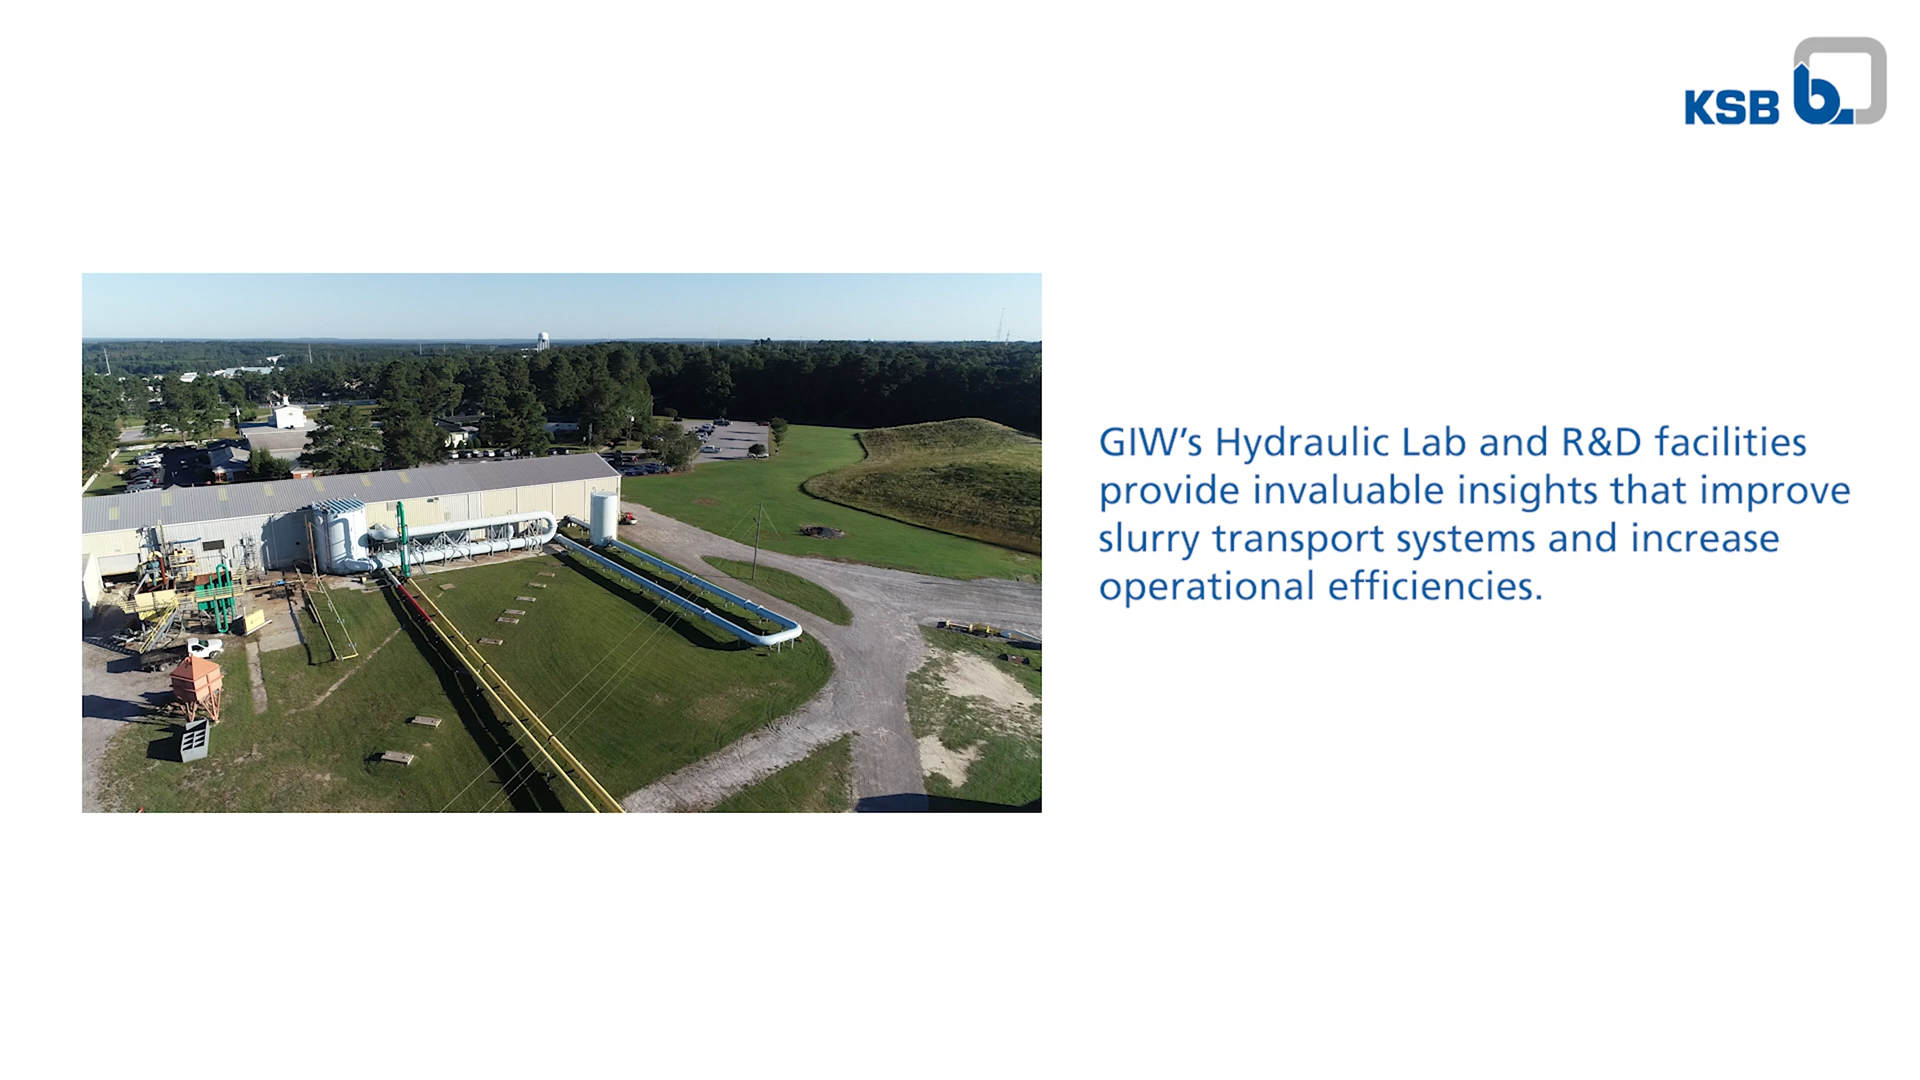 KSB
GIW’s Hydraulic Lab and R&D facilities
provide invaluable insights that improve
slurry transport systems and increase
operational efficiencies.